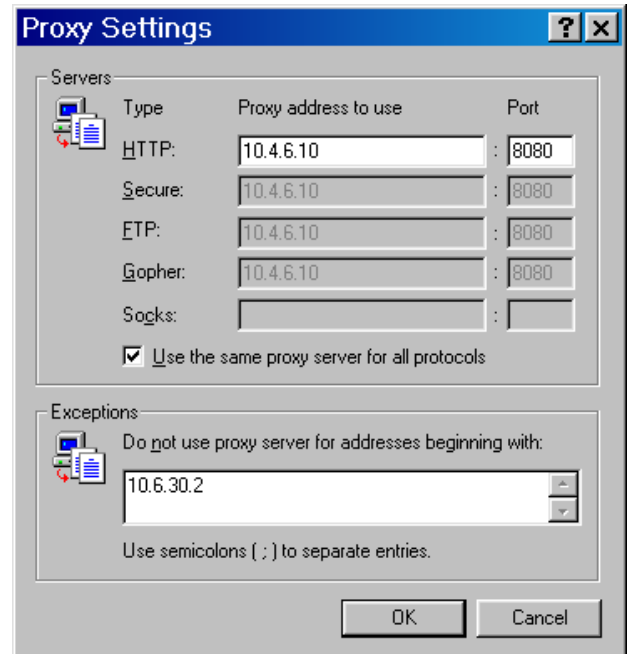 Proxy Settings
Servers
Type Proxy address to use Port
HTTP: 10.4.6.10 : 8080
Secure: 10.4.6.10 : 8080
FTP: 10.4.6.10 : 8080
Gopher: 10.4.6.10 : 8080
Socks: :
Use the same proxy server for all protocols
Exceptions
Do not use proxy server for addresses beginning with:
10.6.30.2
Use semicolons ( ; ) to separate entries.
OK Cancel